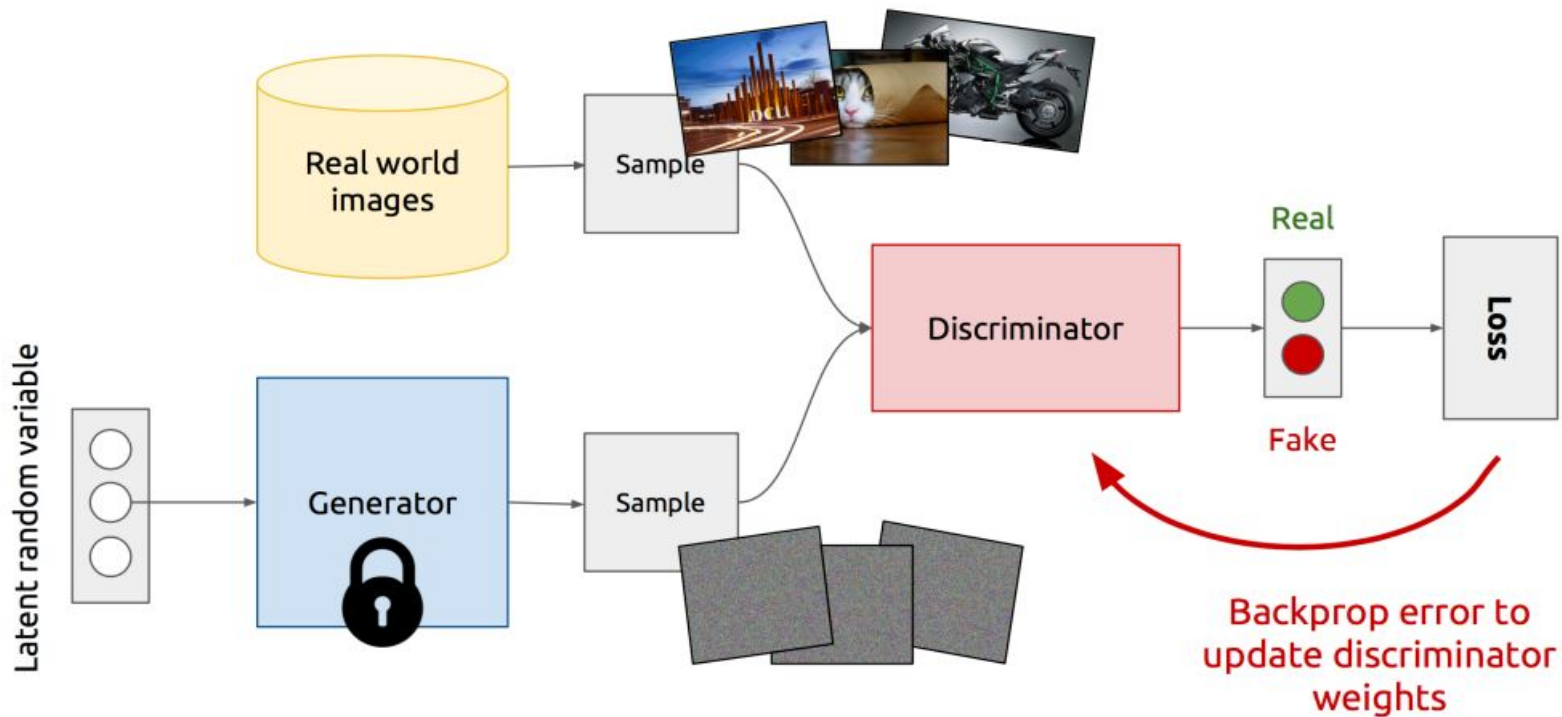 Real world
images
Sample
DCU
Real
Discriminator
Loss
Fake
Latent random variable
Generator
Sample
Backprop error to
update discriminator
weights